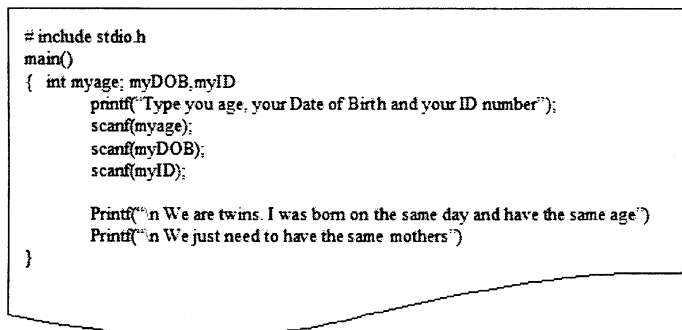 # include stdio.h
main()
{ int myage; myDOB,myID
printf("Type you age, your Date of Birth and your ID number");
scanf(myage);
scanf(myDOB);
scanf(myID);
Printf("\n We are twins. I was born on the same day and have the same age")
Printf("\n We just need to have the same mothers")
}